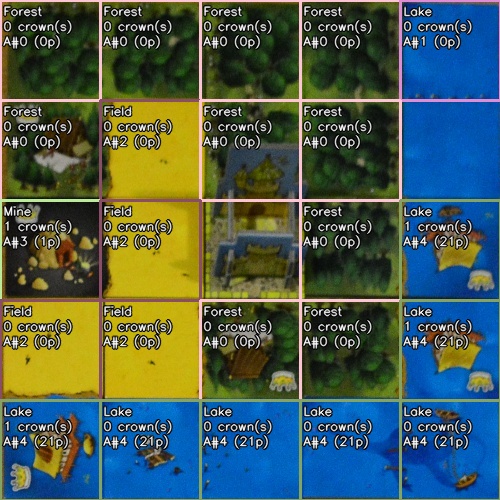 Forest
0 crown(s)
A#0 (0p)
Forest
0 crown(s)
A#0 (0p)
Forest
0 crown(s)
A#0 (0p)
Forest
0 crown(s)
A#0 (0p)
Lake
0 crown(s)
A#1 (0p)
Forest
0 crown(s)
A#0 (0p)
Field
0 crown(s)
A#2 (0p)
Forest
0 crown(s)
A#0 (0p)
Forest
0 crown(s)
A#0 (0p)
Mine
1 crown(s)
A#3 (1p)
Field
0 crown(s)
A#2 (0p)
Forest
0 crown(s)
A#0 (0p)
Lake
1 crown(s)
A#4 (21p)
Field
0 crown(s)
A#2 (0p)
Field
0 crown(s)
A#2 (0p)
Forest
0 crown(s)
A#0 (0p)
Forest
0 crown(s)
A#0 (0p)
Lake
1 crown(s)
A#4 (21p)
Lake
1 crown(s)
A#4 (21p)
Lake
0 crown(s)
A#4 (21p)
Lake
0 crown(s)
A#4 (21p)
Lake
0 crown(s)
A#4 (21p)
Lake
0 crown(s)
A#4 (21p)